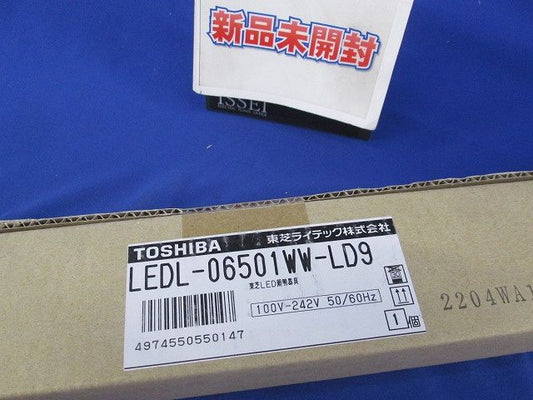 新品未開封
ISSEI
TOSHIBA 東芝ライテック株式会社
LEDL-06501WW-LD9
東芝LED照明器具
100V-242V 50/60Hz
4974550550147
1個
2204WA1